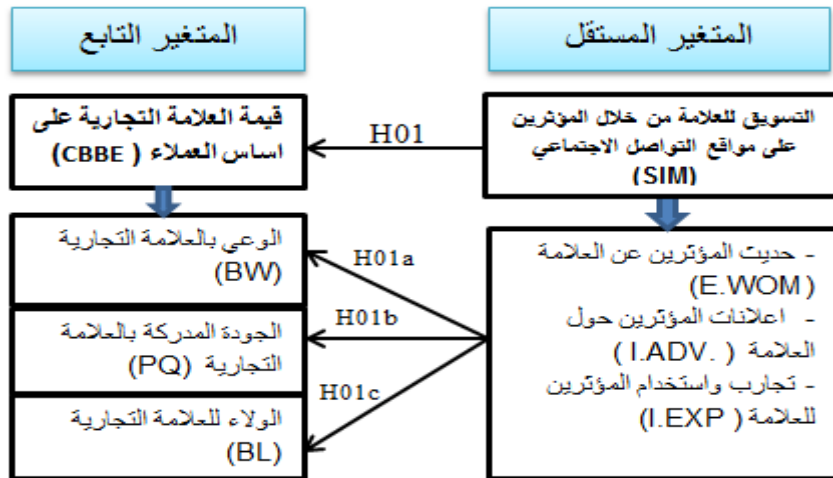 المتغير المستقل
المتغير التابع
التسويق للعلامة من خلال المؤثرين
على مواقع التواصل الاجتماعي
(SIM)
H01
قيمة العلامة التجارية على
اساس العملاء ( CBBE)
- حديث المؤثرين عن العلامة
(E.WOM)
- اعلانات المؤثرين حول
العلامة ( .I.ADV)
- تجارب واستخدام المؤثرين
للعلامة ( I.EXP)
H01a
H01b
H01c
الوعي بالعلامة التجارية
(BW)
الجودة المدركة بالعلامة
التجارية (PQ)
الولاء للعلامة التجارية
(BL)